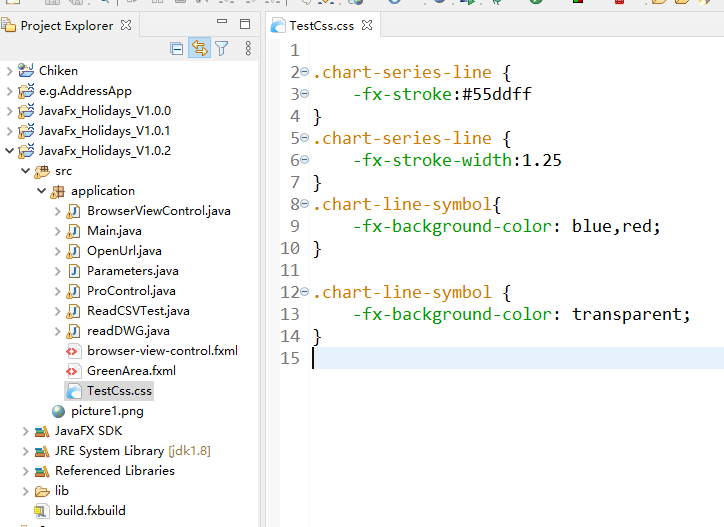 Project Explorer
Chiken
e.g.AddressApp
JavaFx_Holidays_V1.0.0
JavaFx_Holidays_V1.0.1
JavaFx_Holidays_V1.0.2
src
application
BrowserViewControl.java
Main.java
OpenUrl.java
Parameters.java
ProControl.java
ReadCSVTest.java
readDWG.java
browser-view-control.fxml
GreenArea.fxml
TestCss.css
picture1.png
JavaFX SDK
JRE System Library [jdk1.8]
Referenced Libraries
lib
build.fxbuild
TestCss.css
1
2 .chart-series-line {
3 -fx-stroke:#55ddff
4 }
5 .chart-series-line {
6 -fx-stroke-width:1.25
7 }
8 .chart-line-symbol{
9 -fx-background-color: blue,red;
10 }
11
12 .chart-line-symbol {
13 -fx-background-color: transparent;
14 }
15